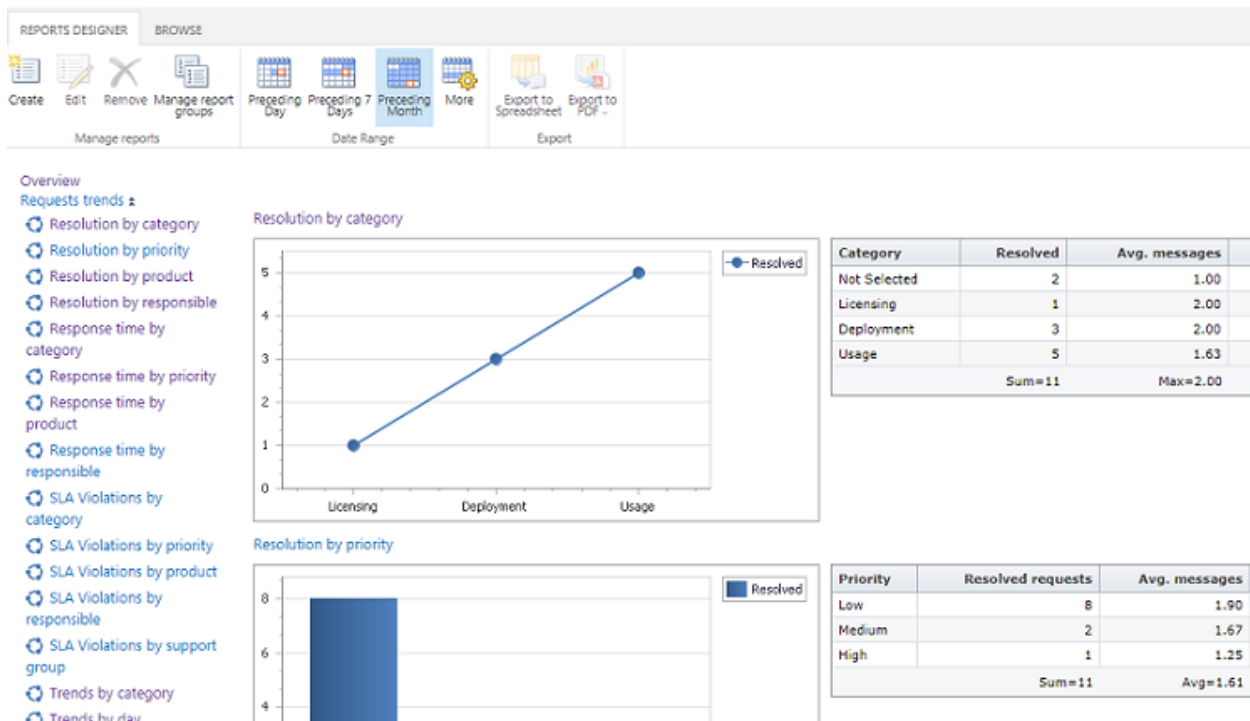 REPORTS DESIGNER BROWSE
Create Edit Remove Manage report groups
Preceding Day Preceding 7 Days Preceding Month More
Export to Spreadsheet Export to PDF
Manage reports Date Range Export
Overview
Requests trends
Resolution by category
Resolution by priority
Resolution by product
Resolution by responsible
Response time by
category
Response time by priority
Response time by
product
Response time by
responsible
SLA Violations by
category
SLA Violations by priority
SLA Violations by product
SLA Violations by
responsible
SLA Violations by support
group
Trends by category
Trends by day
Resolution by category
5
4
3
2
1
0
Licensing Deployment Usage
Resolved
Category Resolved Avg. messages
Not Selected 2 1.00
Licensing 1 2.00
Deployment 3 2.00
Usage 5 1.63
Sum=11 Max=2.00
Resolution by priority
8
6
4
Resolved
Priority Resolved requests Avg. messages
Low 8 1.90
Medium 2 1.67
High 1 1.25
Sum=11 Avg=1.61